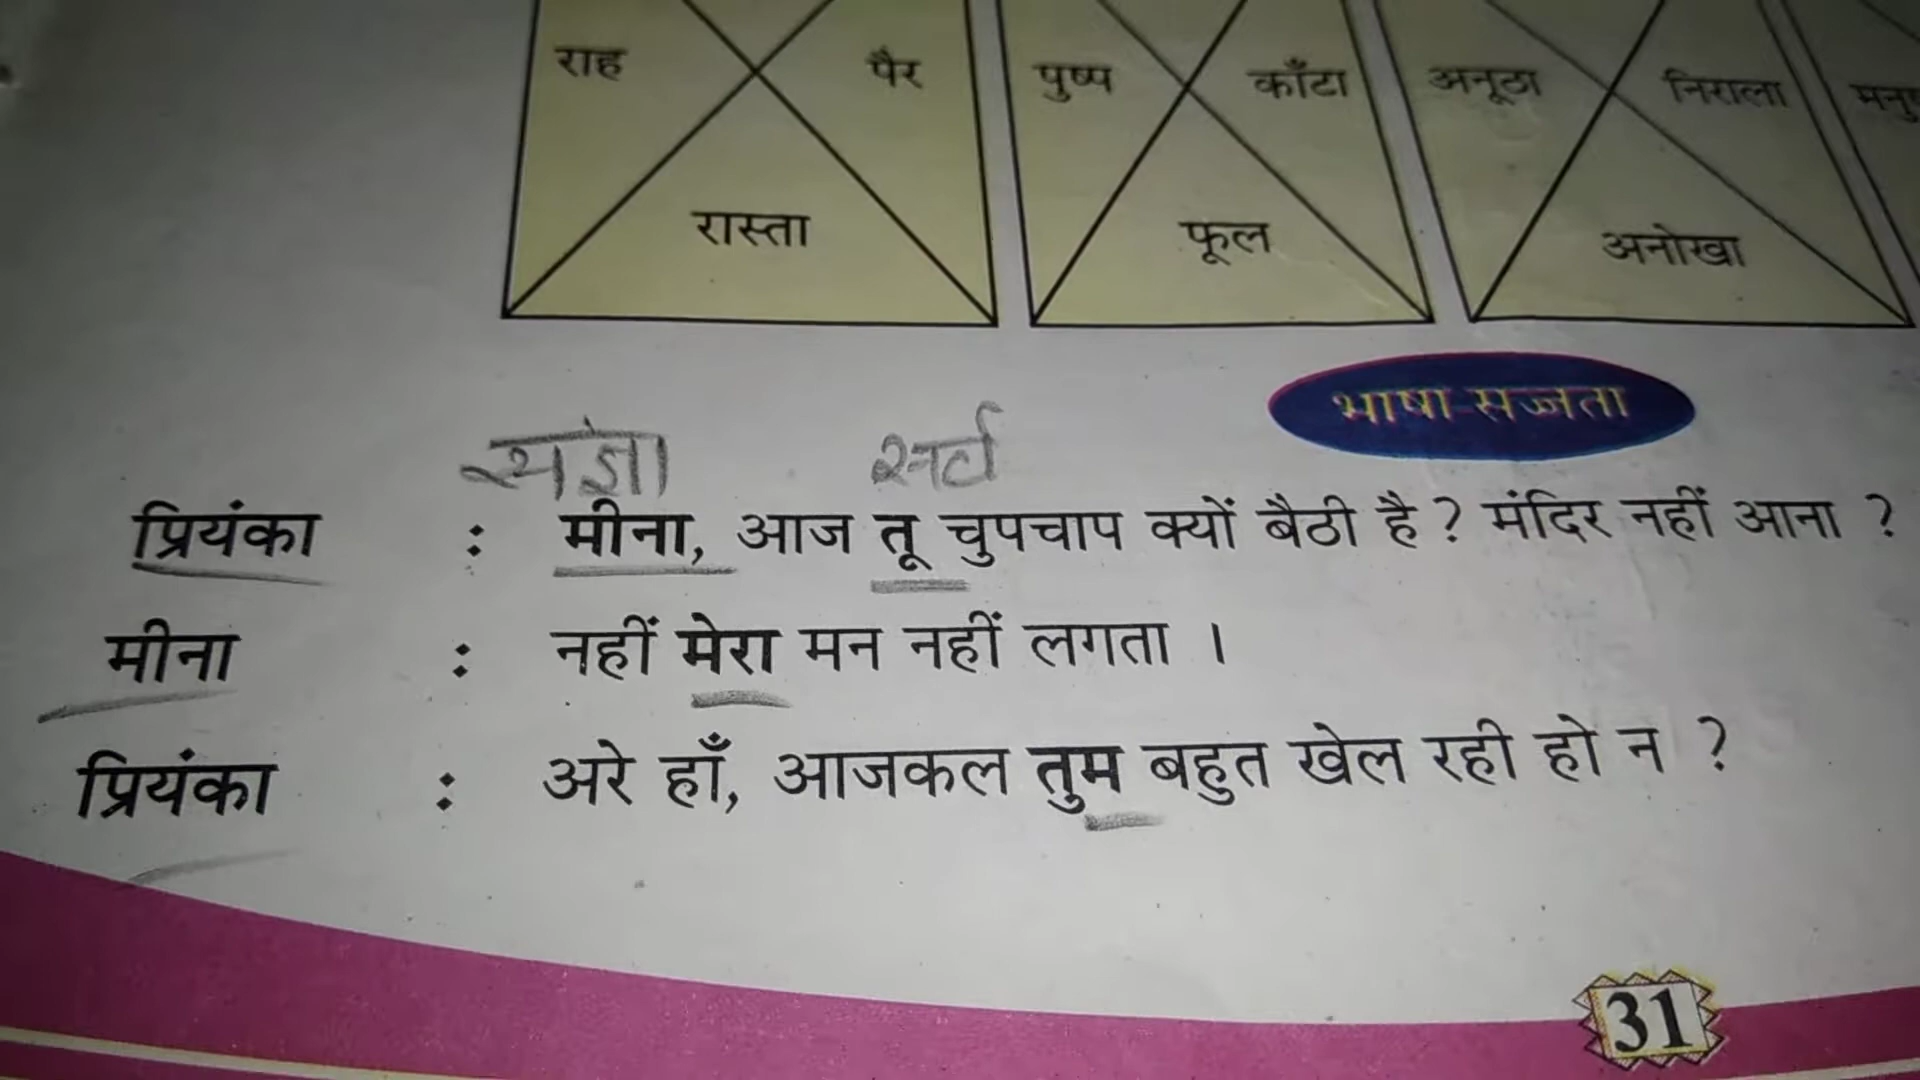 राह पैर पुष्प काँटा अनूठा निराला
रास्ता फूल अनोखा
भाषा-सज्जता
संज्ञा सर्व
प्रियंका : मीना, आज तू चुपचाप क्यों बैठी है ? मंदिर नहीं आना ?
मीना : नहीं मेरा मन नहीं लगता ।
प्रियंका : अरे हाँ, आजकल तुम बहुत खेल रही हो न ?
31